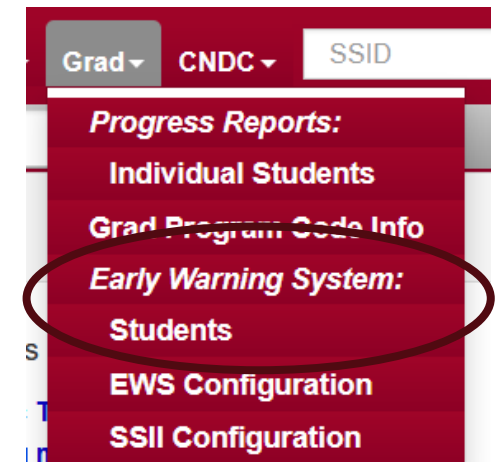 Grad CNDC SSID
Progress Reports:
Individual Students
Grad Program Code Info
Early Warning System:
Students
s
EWS Configuration
T
SSII Configuration